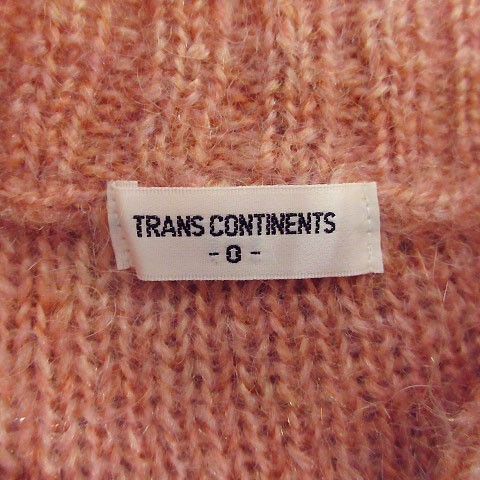 TRANS CONTINENTS
- 0 -